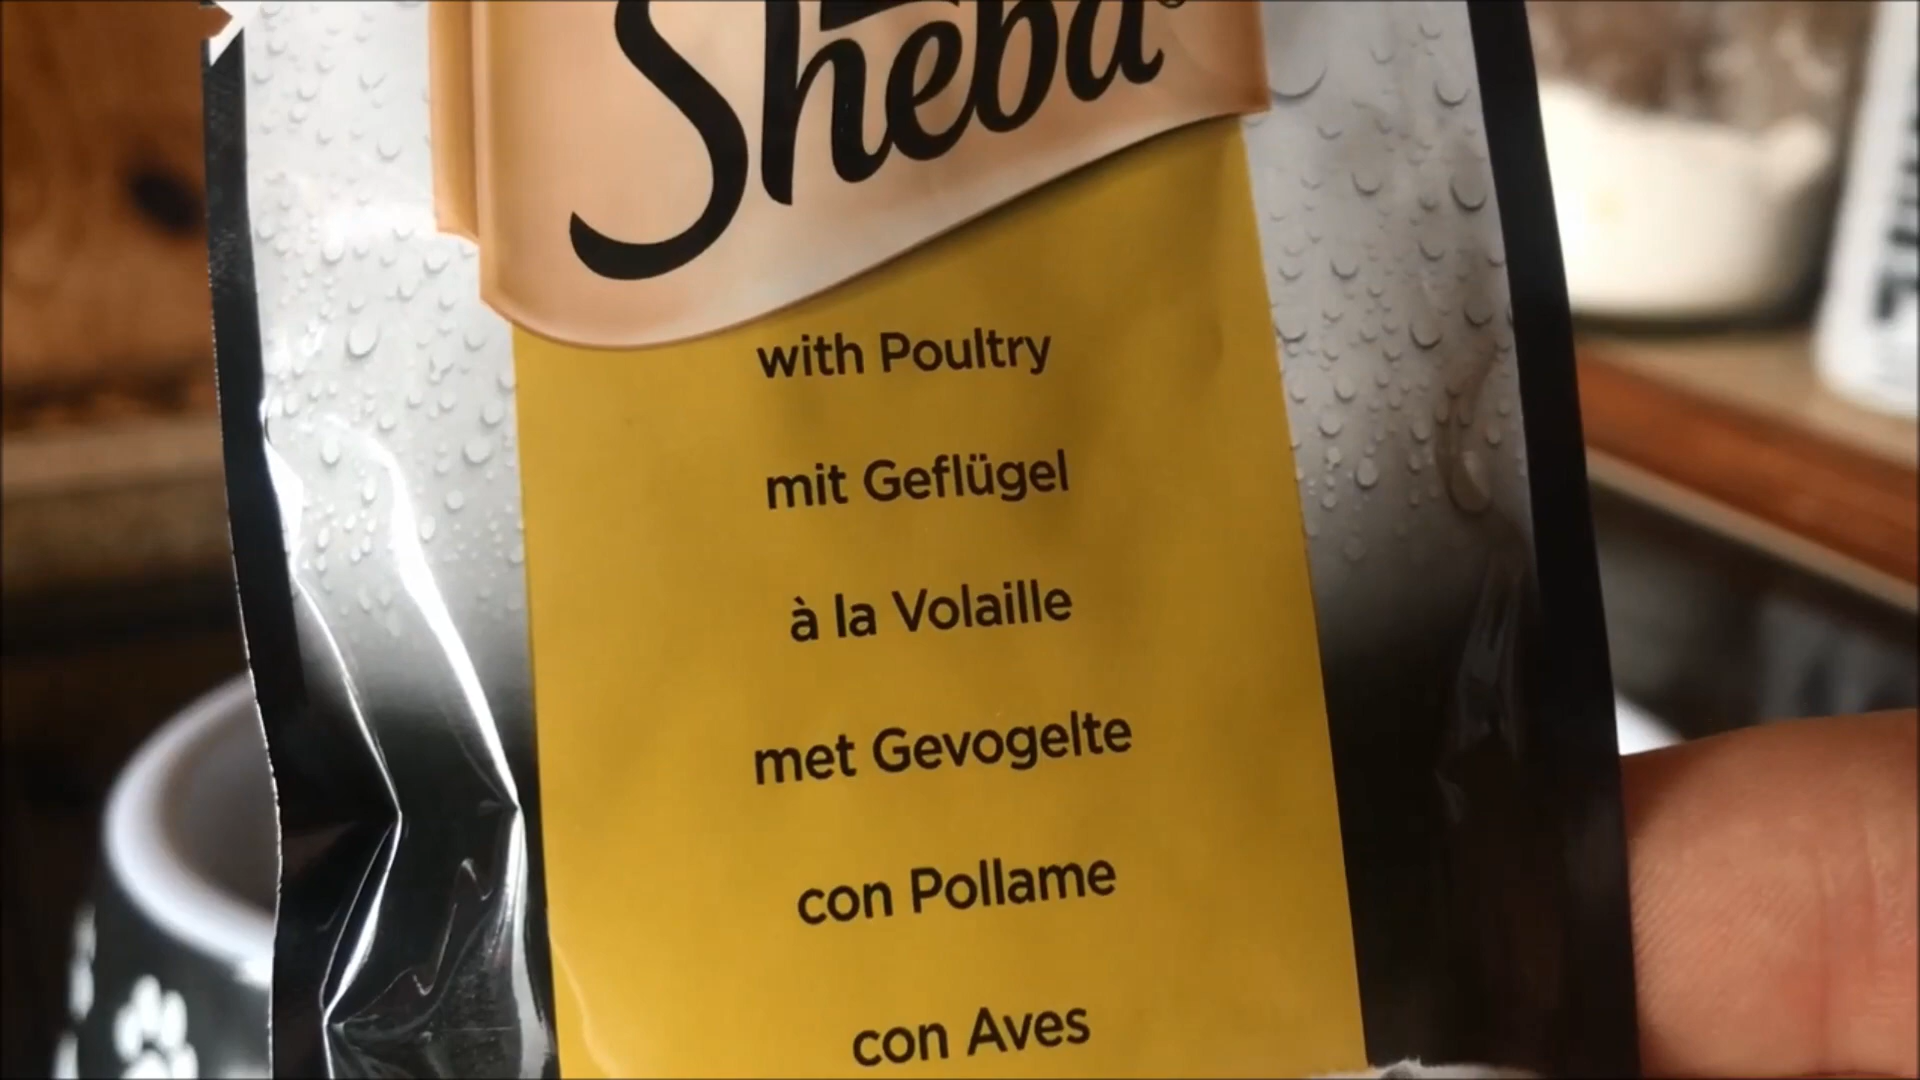 Sheba
with Poultry
mit Geflügel
à la Volaille
met Gevogelte
con Pollame
con Aves